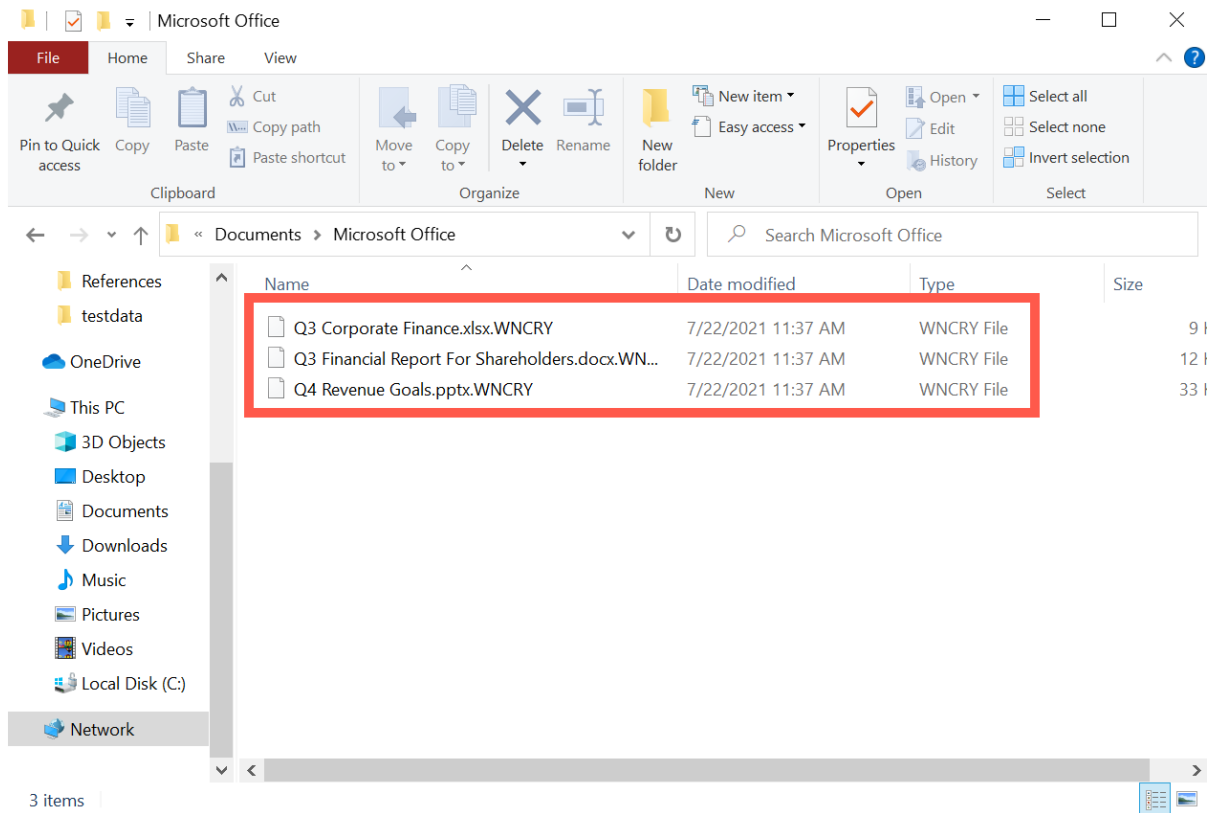 Microsoft Office
File Home Share View
Pin to Quick access
Copy
Paste
Cut
Copy path
Paste shortcut
Clipboard
Move to
Copy to
Delete
Rename
Organize
New folder
New item
Easy access
New
Properties
Open
Edit
History
Open
Select all
Select none
Invert selection
Select
« Documents > Microsoft Office
Search Microsoft Office
References
testdata
OneDrive
This PC
3D Objects
Desktop
Documents
Downloads
Music
Pictures
Videos
Local Disk (C:)
Network
Name Date modified Type Size
Q3 Corporate Finance.xlsx.WNCRY 7/22/2021 11:37 AM WNCRY File 9
Q3 Financial Report For Shareholders.docx.WN... 7/22/2021 11:37 AM WNCRY File 12
Q4 Revenue Goals.pptx.WNCRY 7/22/2021 11:37 AM WNCRY File 33
3 items